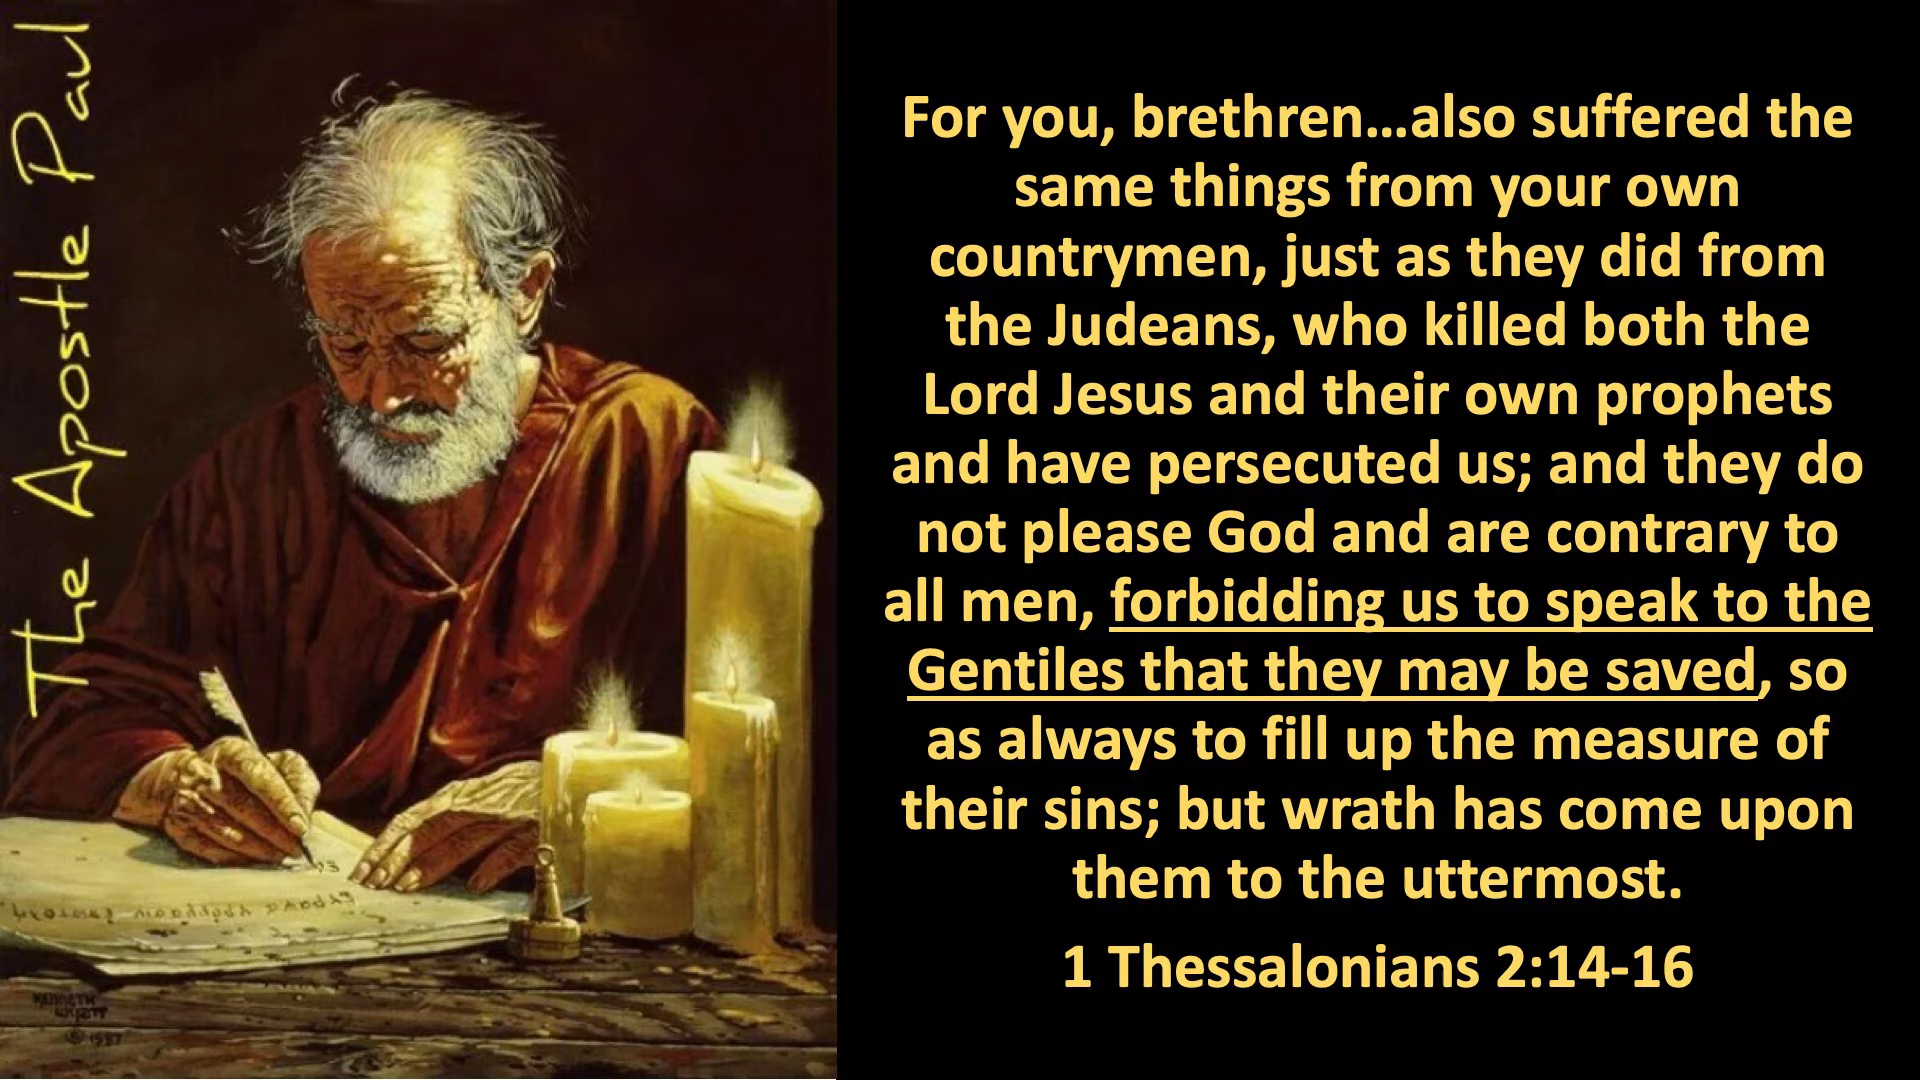 The Apostle Paul
For you, brethren…also suffered the
same things from your own
countrymen, just as they did from
the Judeans, who killed both the
Lord Jesus and their own prophets
and have persecuted us; and they do
not please God and are contrary to
all men, forbidding us to speak to the
Gentiles that they may be saved, so
as always to fill up the measure of
their sins; but wrath has come upon
them to the uttermost.
1 Thessalonians 2:14-16
KENNETH
WYATT
© 1987